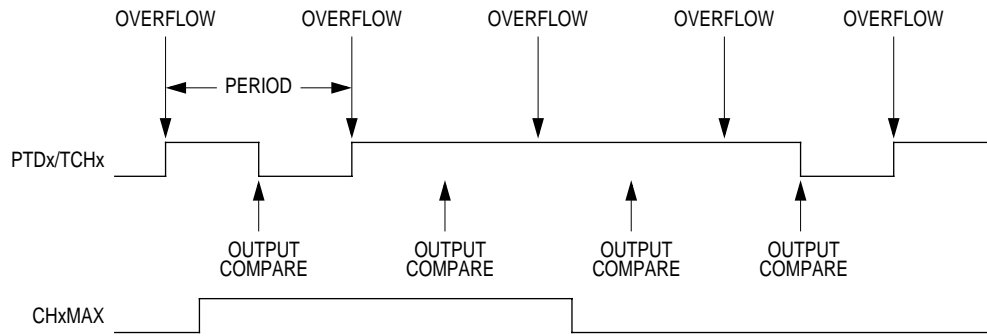 OVERFLOW OVERFLOW OVERFLOW OVERFLOW OVERFLOW
PERIOD
PTDx/TCHx
OUTPUT COMPARE
OUTPUT COMPARE
OUTPUT COMPARE
OUTPUT COMPARE
CHxMAX